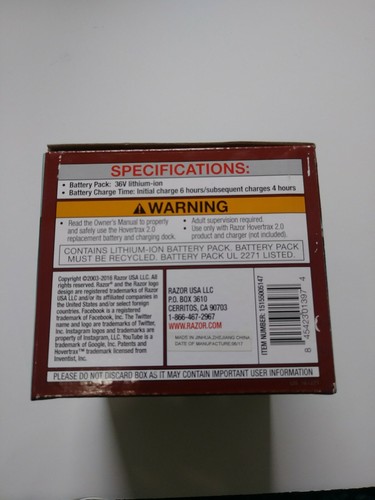 SPECIFICATIONS:
• Battery Pack: 36V lithium-ion
• Battery Charge Time: Initial charge 6 hours/subsequent charges 4 hours
WARNING
• Read the Owner's Manual to properly
and safely use the Hovertrax 2.0
replacement battery and charging dock.
• Adult supervision required.
• Use only with Razor Hovertrax 2.0
product and charger (not included).
CONTAINS LITHIUM-ION BATTERY PACK. BATTERY PACK
MUST BE RECYCLED. BATTERY PACK UL 2271 LISTED.
Copyright ©2003-2016 Razor USA LLC. All
rights reserved. Razor® and the Razor logo
design are registered trademarks of Razor
USA LLC and/or its affiliated companies in
the United States and/or select foreign
countries. Facebook is a registered
trademark of Facebook, Inc. The Twitter
name and logo are trademarks of Twitter,
Inc. Instagram logos and trademarks are
property of Instagram, LLC. YouTube is a
trademark of Google, Inc. Patents and
Hovertrax™ trademark licensed from
Inventist, Inc.
RAZOR USA LLC
P.O. BOX 3610
CERRITOS, CA 90703
1-866-467-2967
WWW.RAZOR.COM
MADE IN JINHUA ZHEJIANG CHINA
DATE OF MANUFACTURE 06/17
ITEM NUMBER: 15155005147
8 45423 01397 4
PLEASE DO NOT DISCARD BOX AS IT MAY CONTAIN IMPORTANT USER INFORMATION